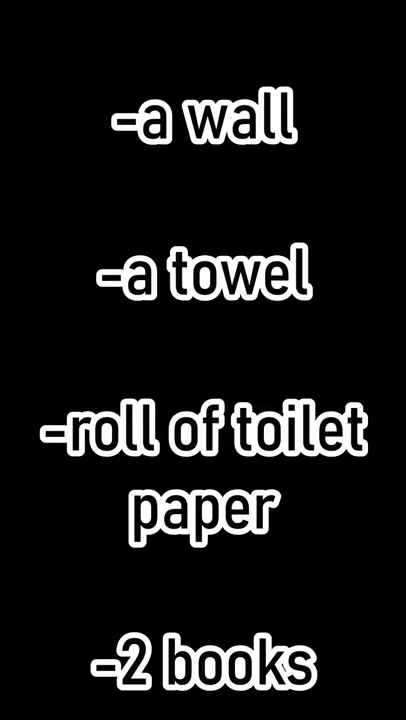 -a wall
-a towel
-roll of toilet
paper
-2 books